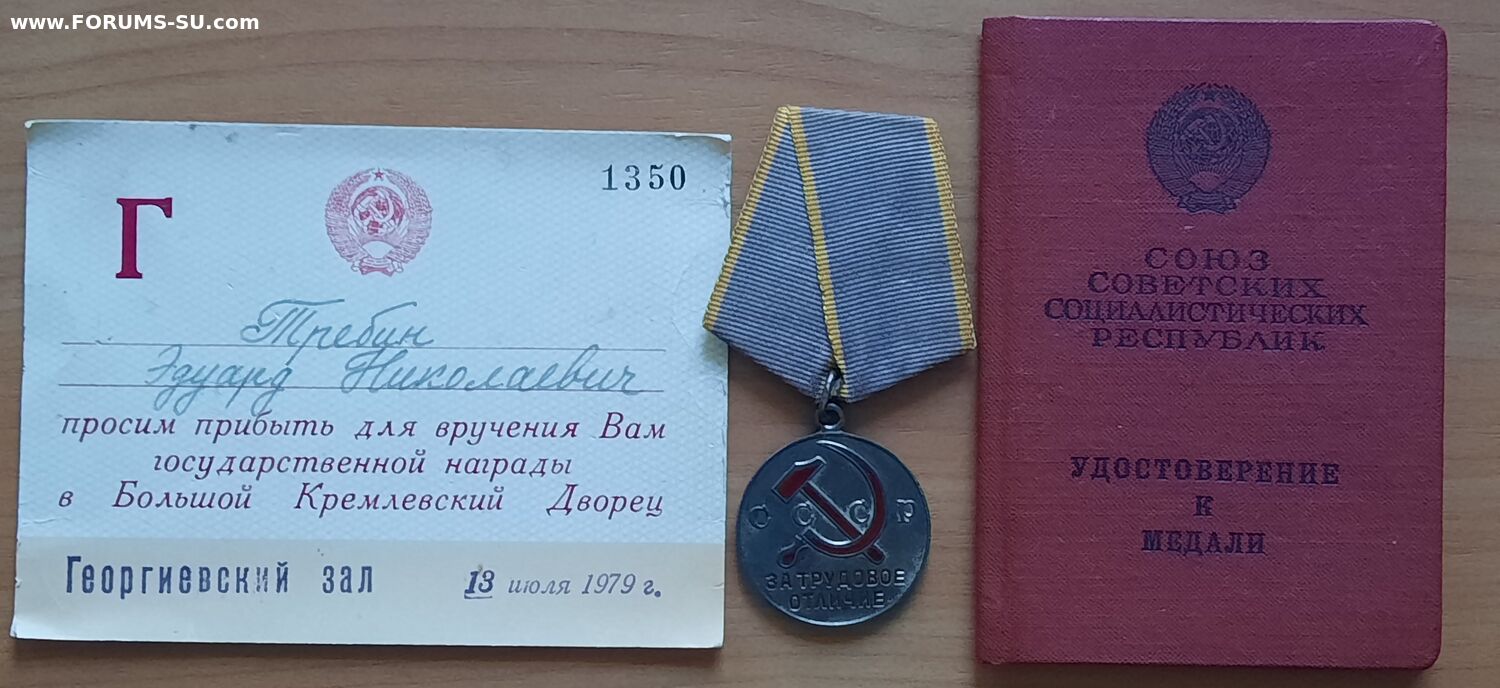 www.FORUMS-SU.com
Г
1350
Требин
Эдуард Николаевич
просим прибыть для вручения Вам
государственной награды
в Большой Кремлевский Дворец
Георгиевский зал 13 июля 1979 г.
СССР
ЗА ТРУДОВОЕ
ОТЛИЧИЕ
СОЮЗ
СОВЕТСКИХ
СОЦИАЛИСТИЧЕСКИХ
РЕСПУБЛИК
УДОСТОВЕРЕНИЕ
К
МЕДАЛИ